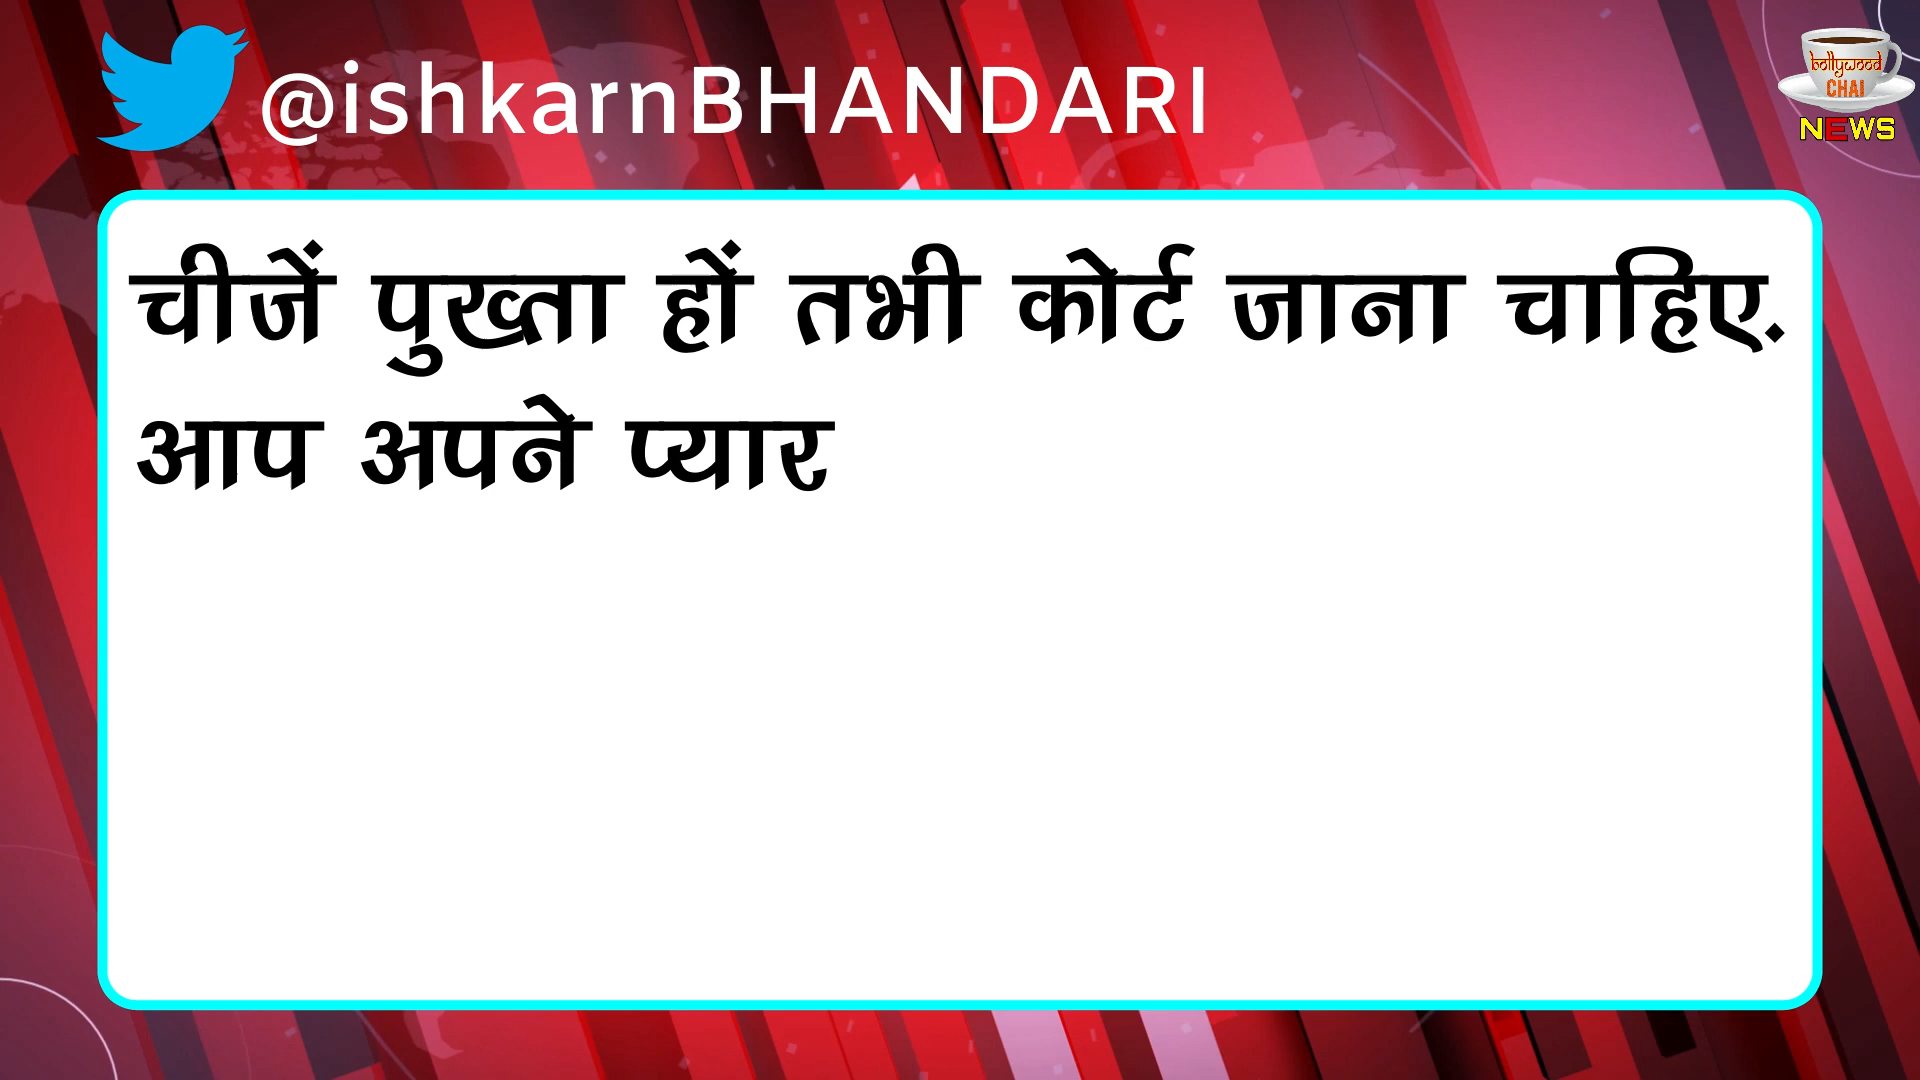 @ishkarnBHANDARI
bollywood
CHAI
NEWS
चीजें पुख्ता हों तभी कोर्ट जाना चाहिए.
आप अपने प्यार